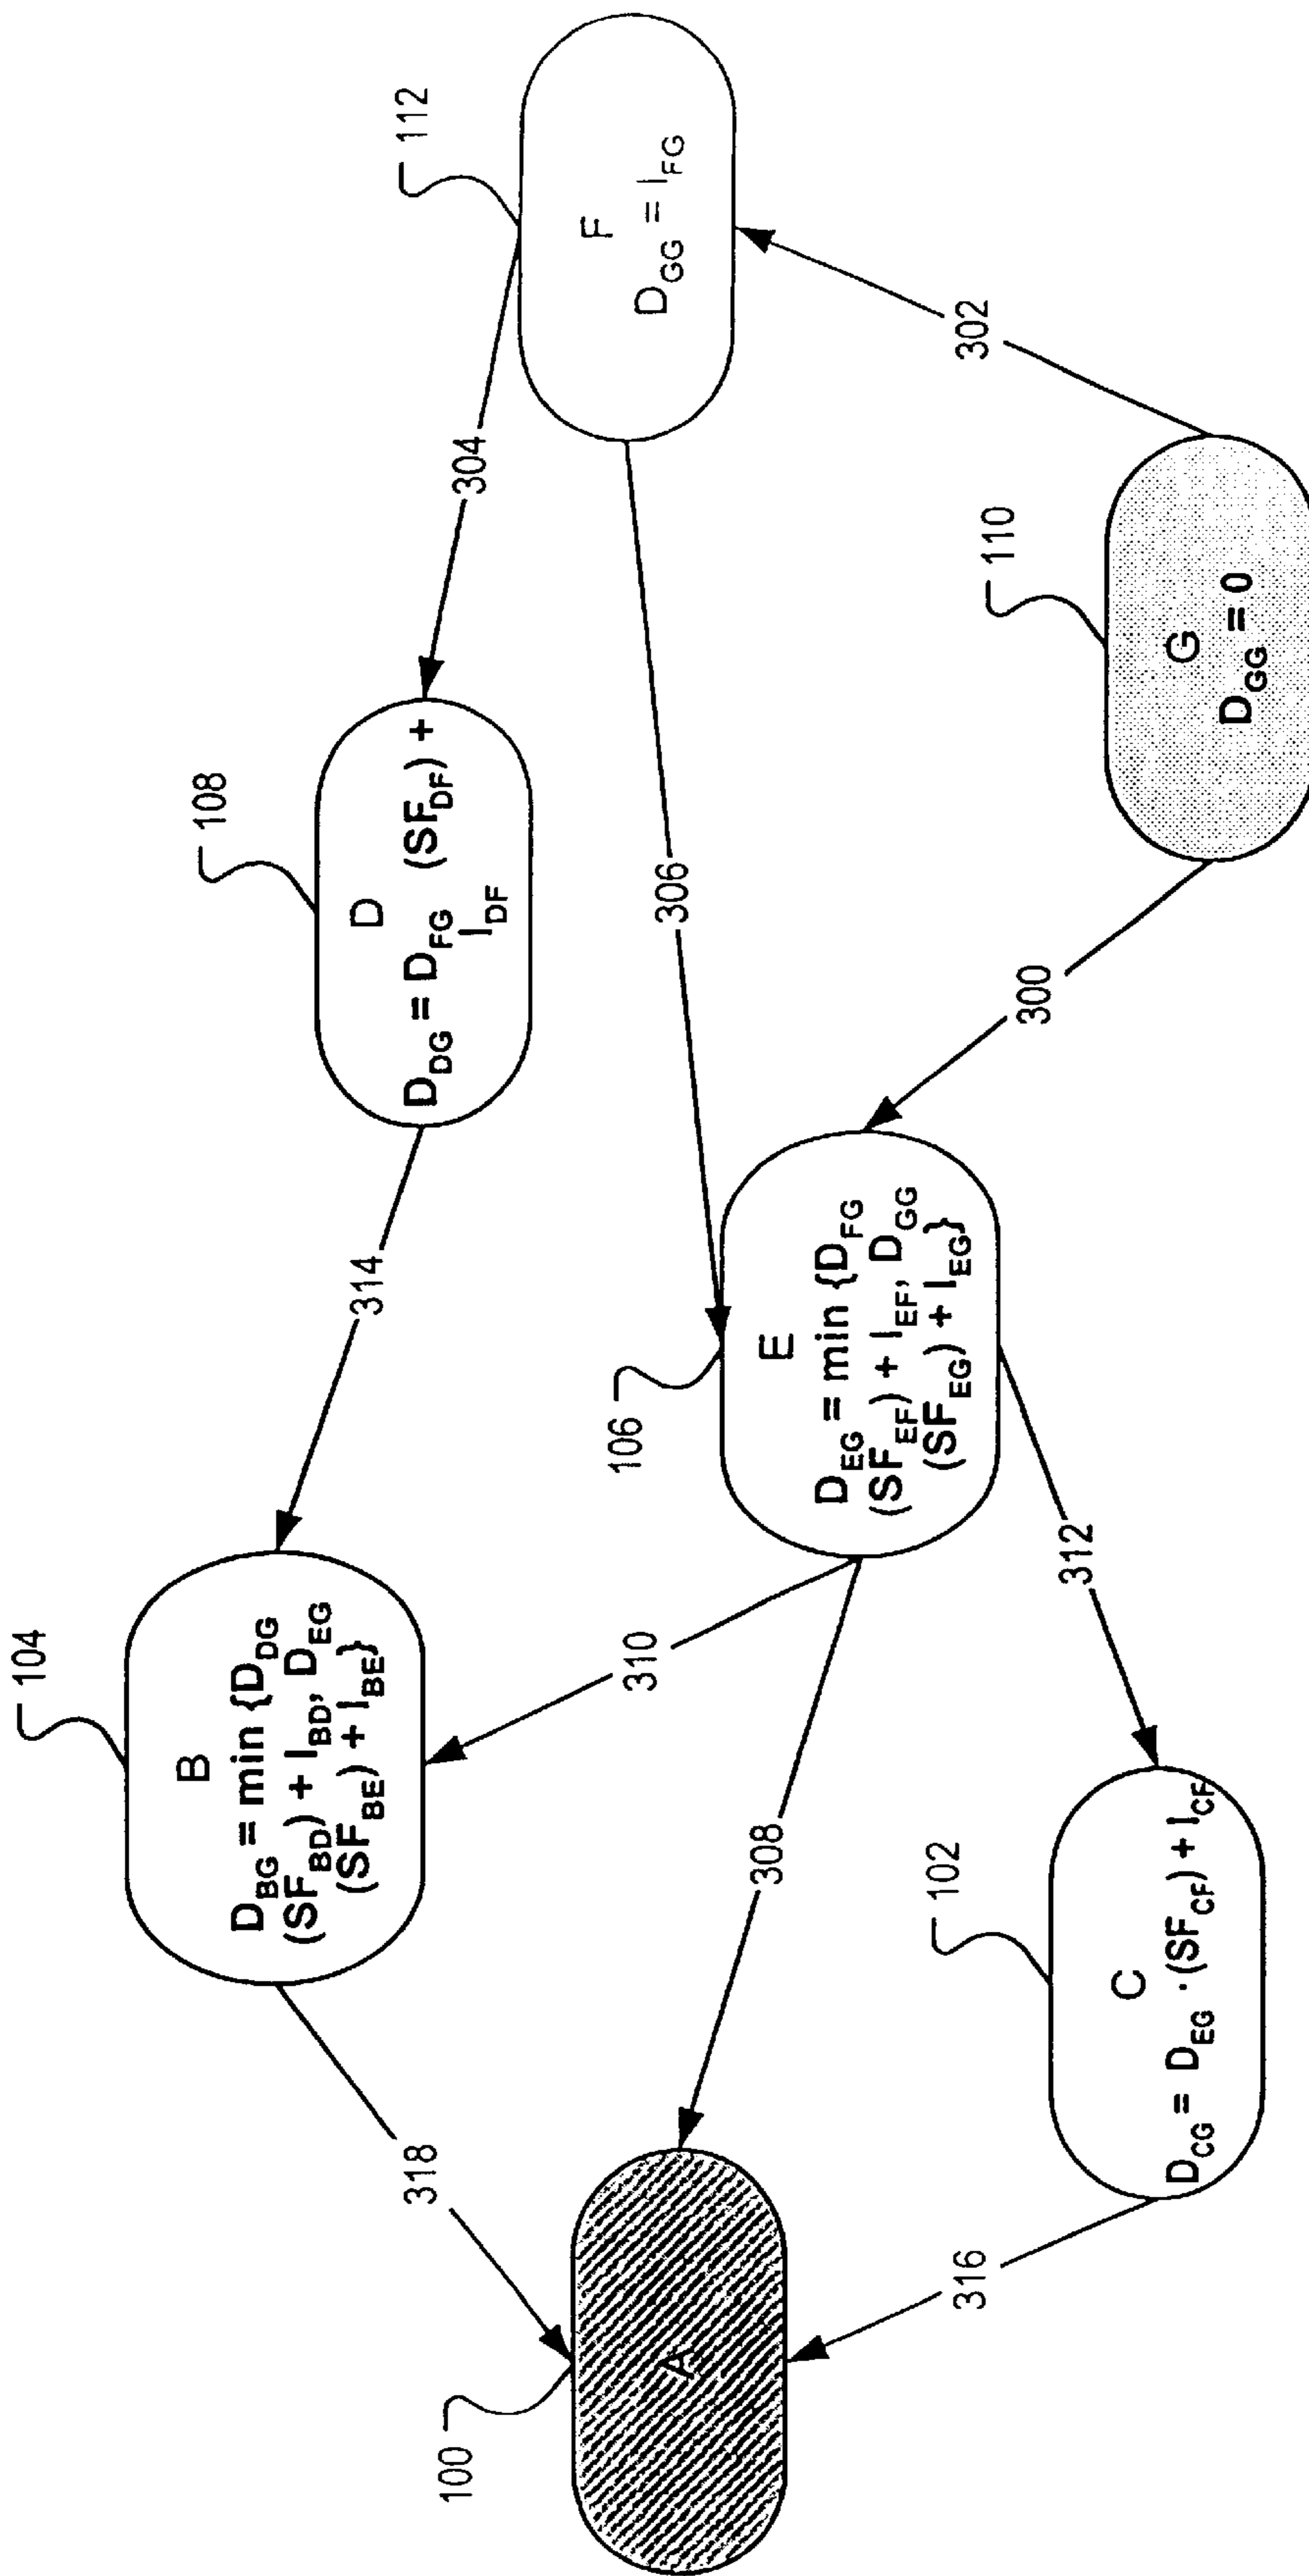 104
B
D_BG = min {D_DG
(SF_BD) + I_BD, D_EG
(SF_BE) + I_BE}
108
D
D_DG = D_FG (SF_DF) +
I_DF
112
F
D_GG = I_FG
314
304
318
310
306
302
100
A
308
106
E
D_EG = min {D_FG
(SF_EF) + I_EF, D_GG
(SF_EG) + I_EG}
300
110
G
D_GG = 0
316
102
C
D_CG = D_EG · (SF_CF) + I_CF
312